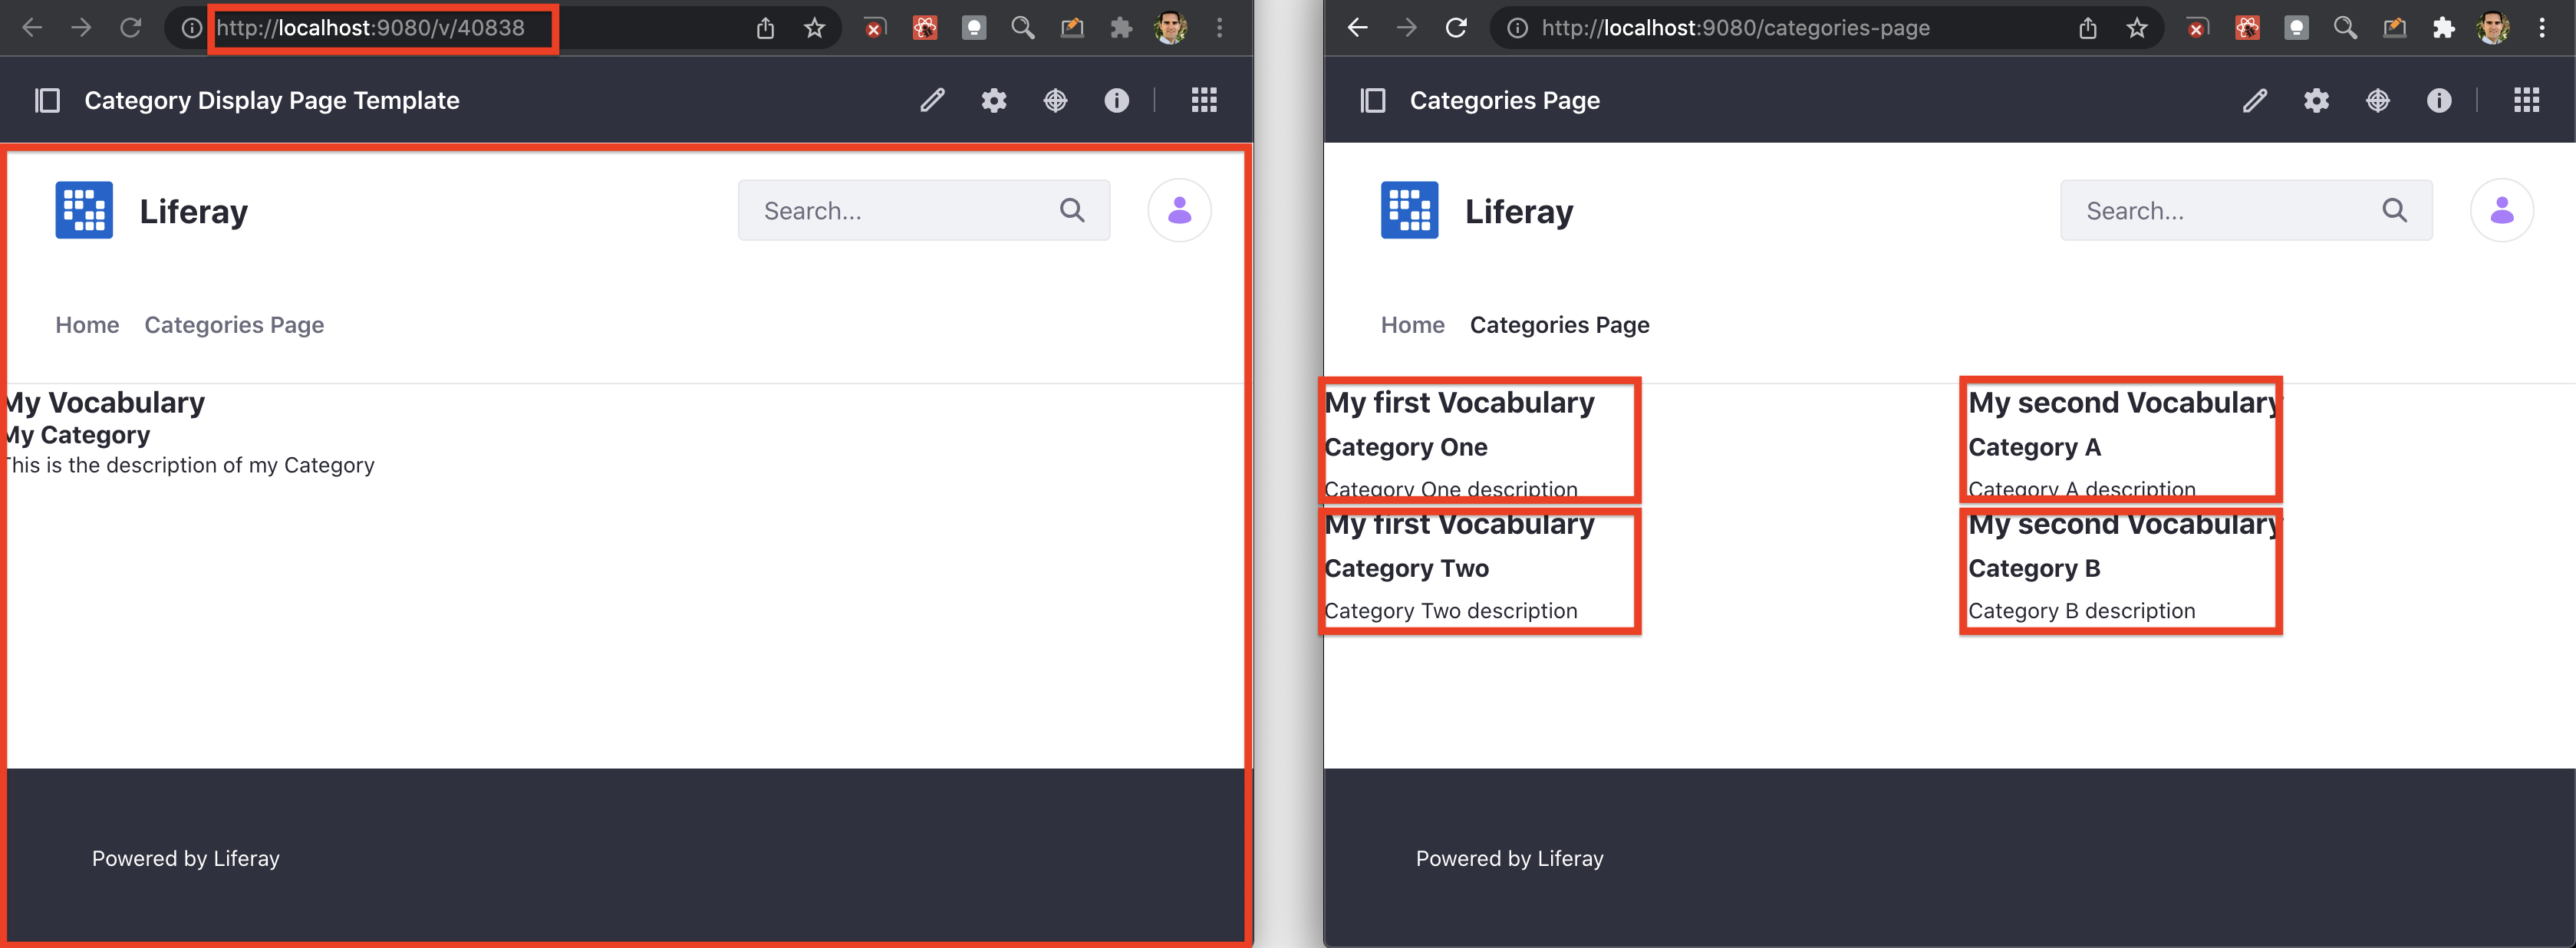 http://localhost:9080/v/40838
Category Display Page Template
Liferay
Search...
Home Categories Page
My Vocabulary
My Category
This is the description of my Category
Powered by Liferay
http://localhost:9080/categories-page
Categories Page
Liferay
Search...
Home Categories Page
My first Vocabulary
Category One
Category One description
My second Vocabulary
Category A
Category A description
My first Vocabulary
Category Two
Category Two description
My second Vocabulary
Category B
Category B description
Powered by Liferay